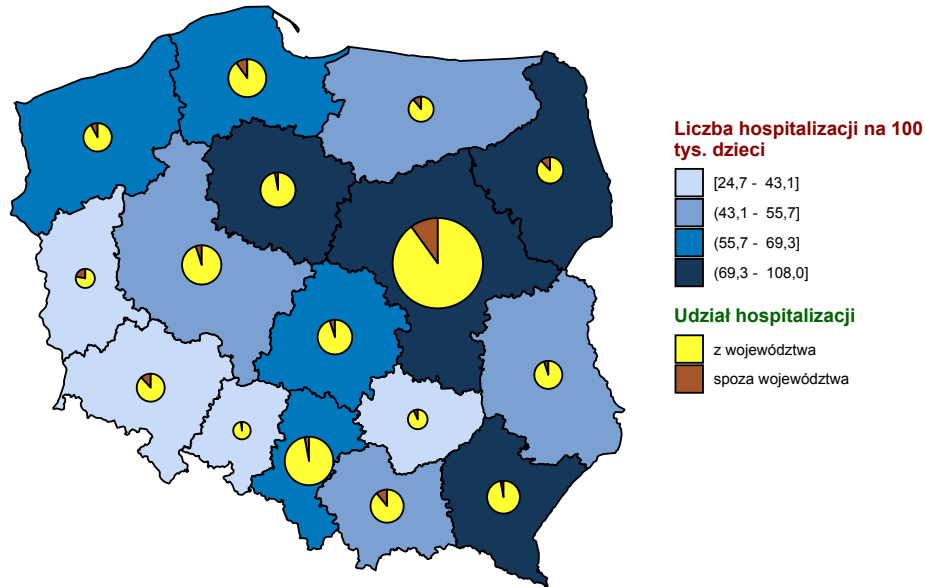 Liczba hospitalizacji na 100
tys. dzieci
[24,7 - 43,1]
(43,1 - 55,7]
(55,7 - 69,3]
(69,3 - 108,0]
Udział hospitalizacji
z województwa
spoza województwa